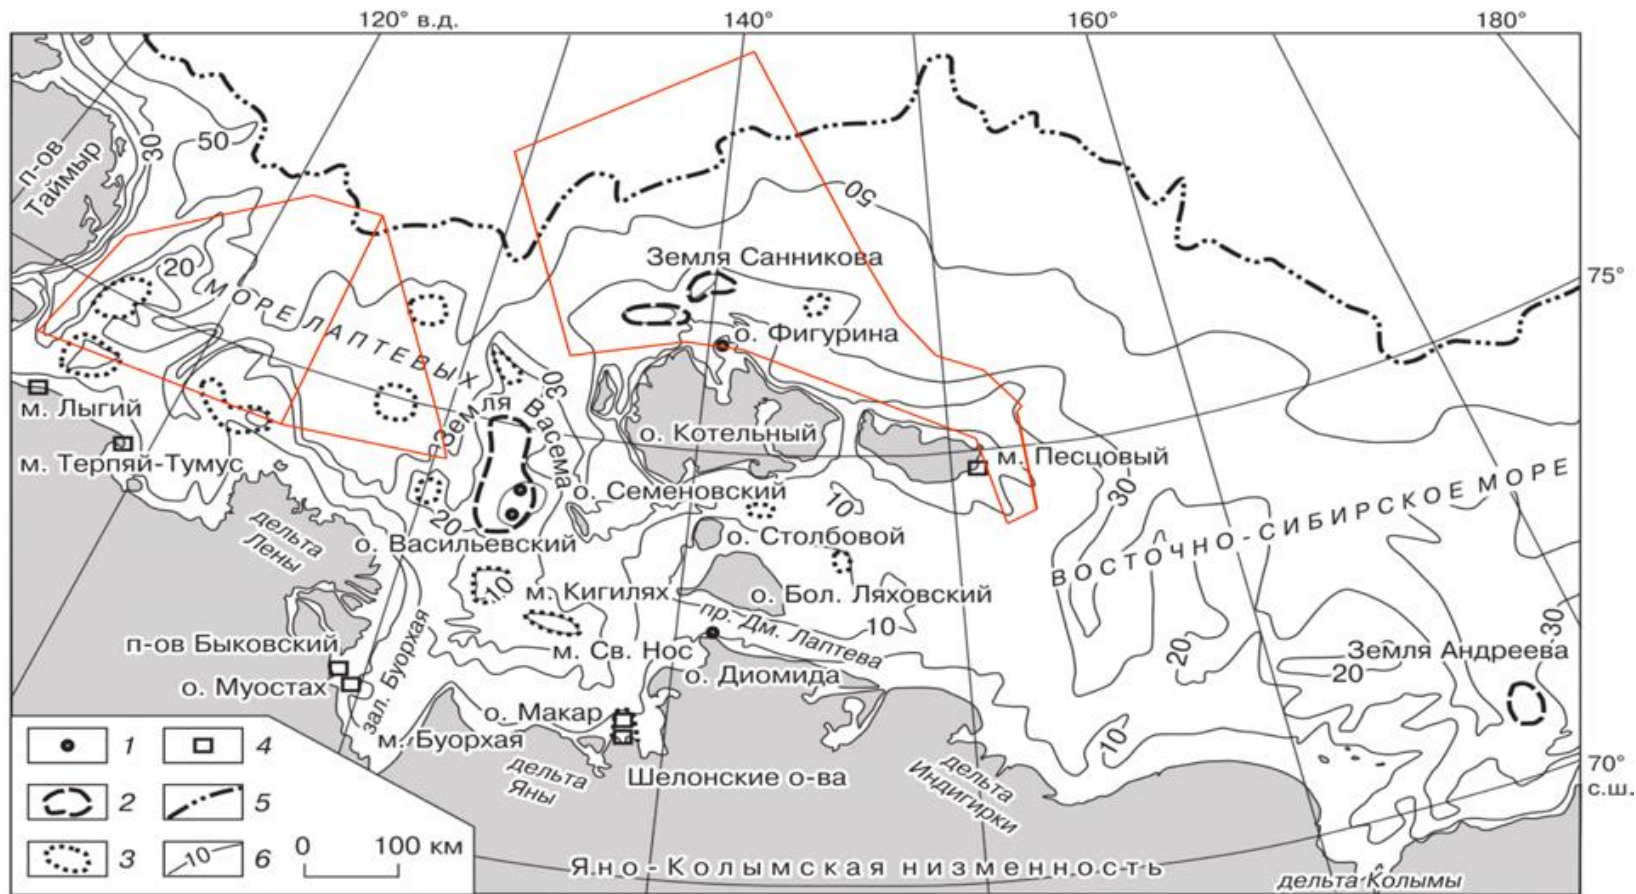 120° в.д.
140°
160°
180°
п-ов
Таймыр
50
30
50
Земля Санникова
75°
20
МОРЕ ЛАПТЕВЫХ
о. Фигурина
30
м. Лыгий
Земля Васема
о. Котельный
м. Песцовый
м. Терпяй-Тумус
о. Семеновский
10
30
ВОСТОЧНО-СИБИРСКОЕ МОРЕ
20
дельта
Лены
о. Васильевский
о. Столбовой
10
м. Кигилях
о. Бол. Ляховский
пр. Дм. Лаптева
10
п-ов Быковский
зал. Буорхая
м. Св. Нос
20
Земля Андреева
30
20
о. Муостах
о. Диомида
о. Макар
м. Буорхая
10
Шелонские о-ва
дельта
Яны
дельта
Индигирки
70°
с.ш.
1
4
2
5
3
6
10
0
100 км
Яно-Колымская низменность
дельта Колымы